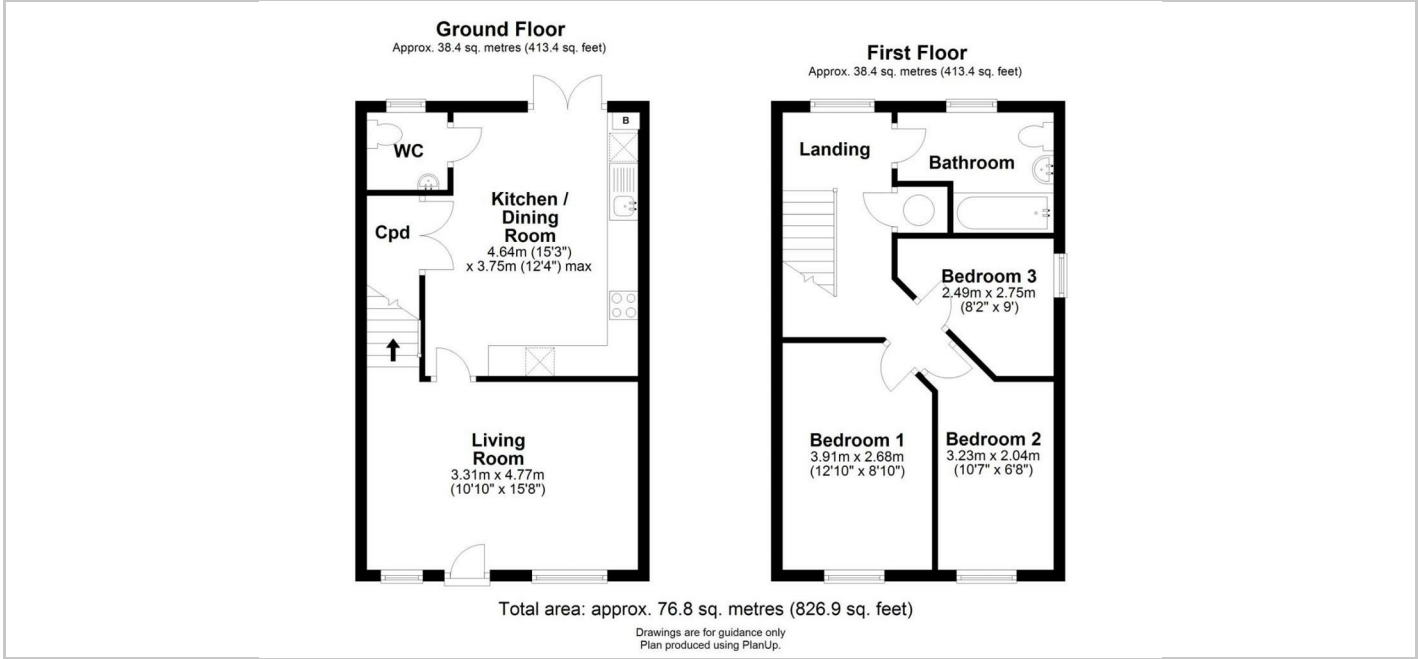 Ground Floor
Approx. 38.4 sq. metres (413.4 sq. feet)
WC
B
Kitchen /
Dining
Room
4.64m (15'3")
x 3.75m (12'4") max
Cpd
Living
Room
3.31m x 4.77m
(10'10" x 15'8")
First Floor
Approx. 38.4 sq. metres (413.4 sq. feet)
Landing
Bathroom
Bedroom 3
2.49m x 2.75m
(8'2" x 9')
Bedroom 1
3.91m x 2.68m
(12'10" x 8'10")
Bedroom 2
3.23m x 2.04m
(10'7" x 6'8")
Total area: approx. 76.8 sq. metres (826.9 sq. feet)
Drawings are for guidance only
Plan produced using PlanUp.